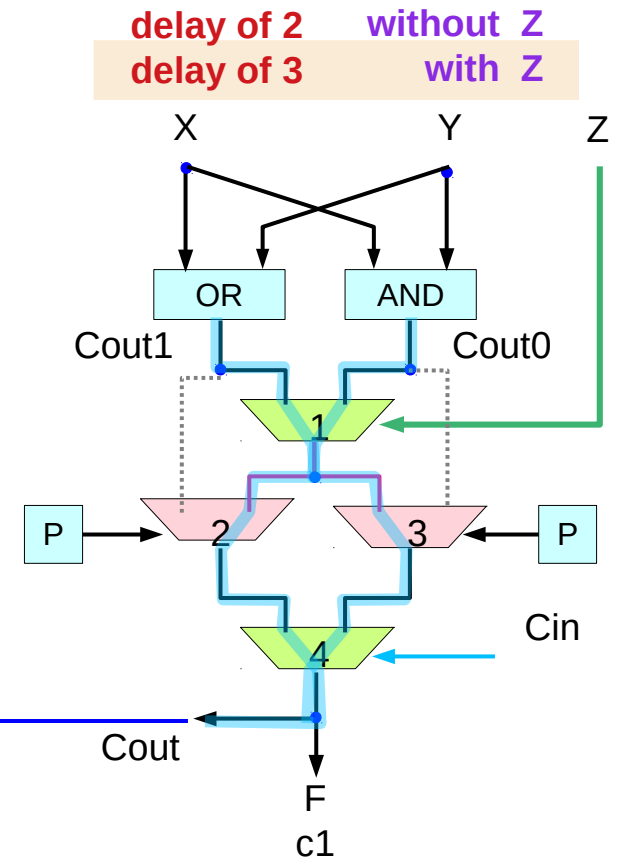 delay of 2 without Z
delay of 3 with Z
X Y Z
OR AND
Cout1 Cout0
1
P 2 3 P
Cin
4
Cout
F
c1